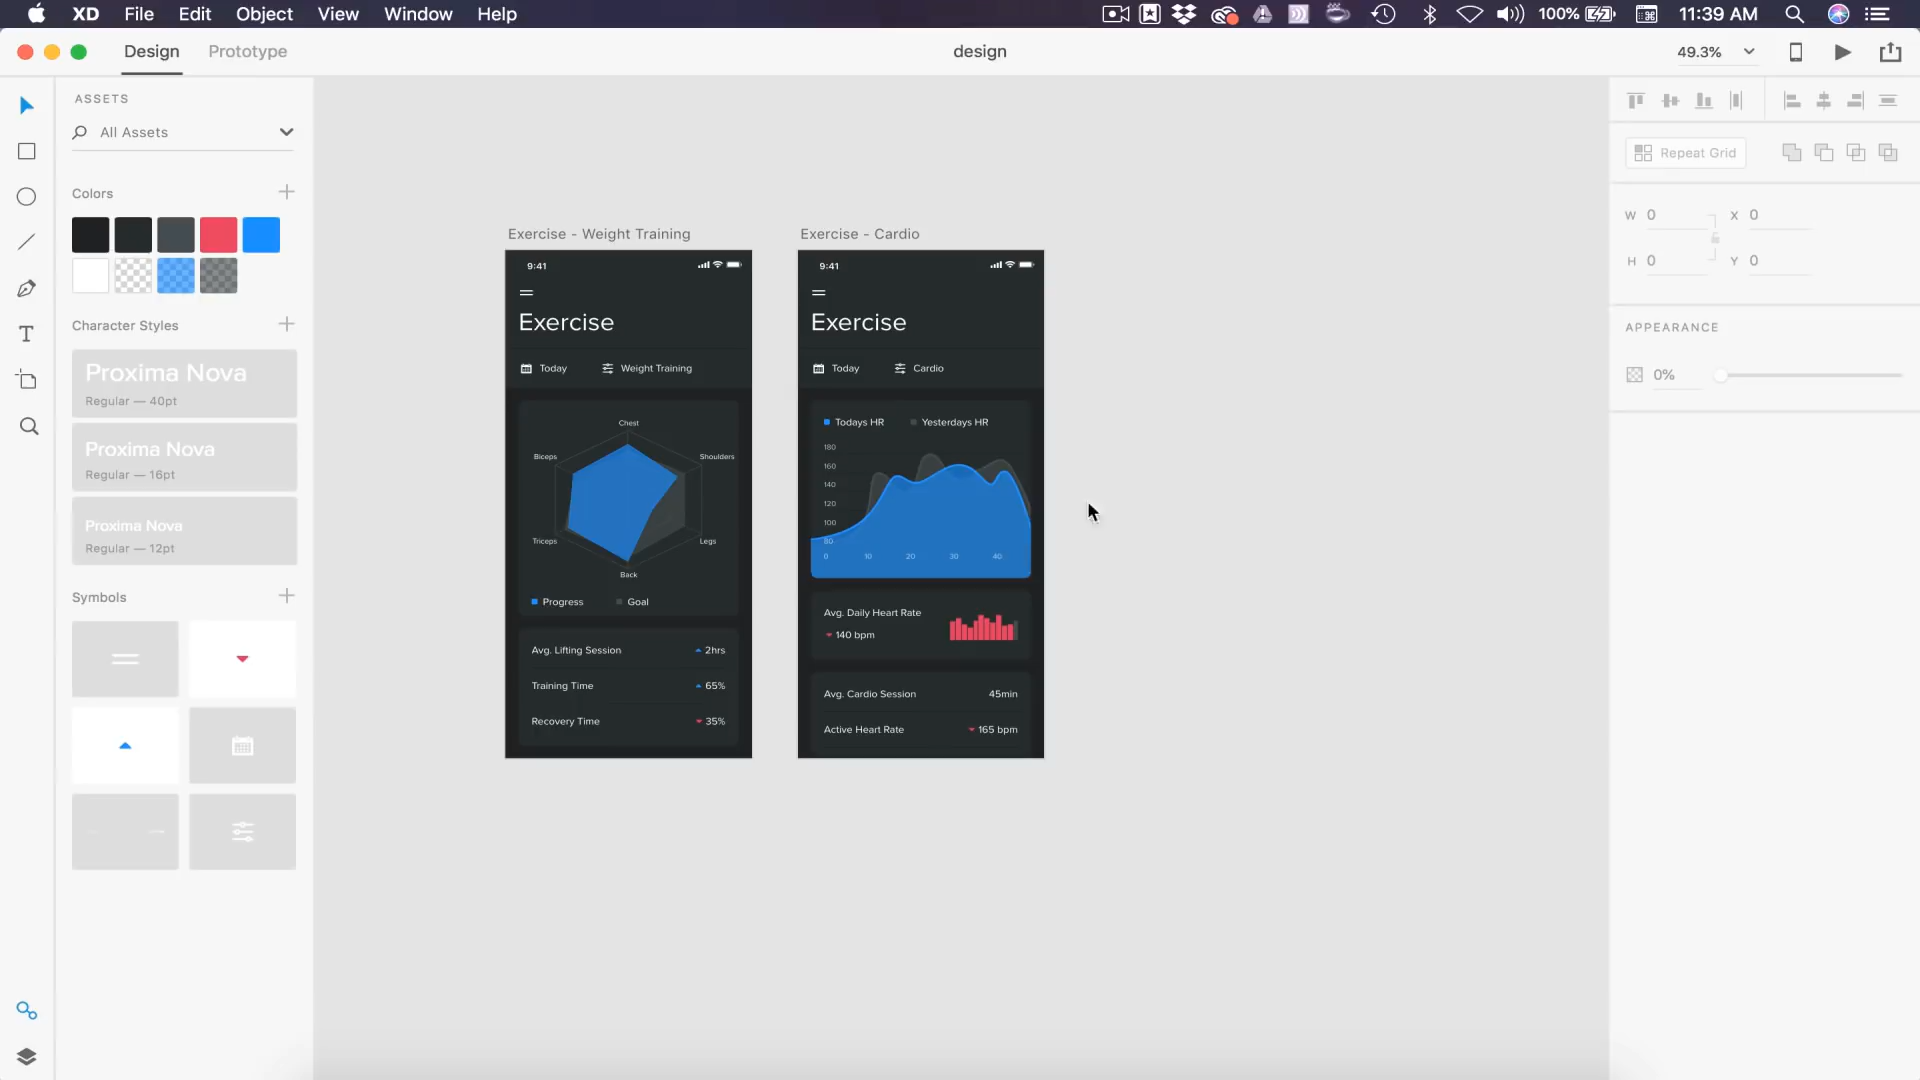 XD File Edit Object View Window Help
100% 11:39 AM
Design Prototype
design
49.3%
ASSETS
All Assets
Colors
Character Styles
Proxima Nova
Regular — 40pt
Proxima Nova
Regular — 16pt
Proxima Nova
Regular — 12pt
Symbols
Exercise - Weight Training
9:41
Exercise
Today Weight Training
Chest
Biceps Shoulders
Triceps Legs
Back
Progress Goal
Avg. Lifting Session 2hrs
Training Time 65%
Recovery Time 35%
Exercise - Cardio
9:41
Exercise
Today Cardio
Todays HR Yesterdays HR
180
160
140
120
100
80
0 10 20 30 40
Avg. Daily Heart Rate
140 bpm
Avg. Cardio Session 45min
Active Heart Rate 165 bpm
Repeat Grid
W 0 X 0
H 0 Y 0
APPEARANCE
0%